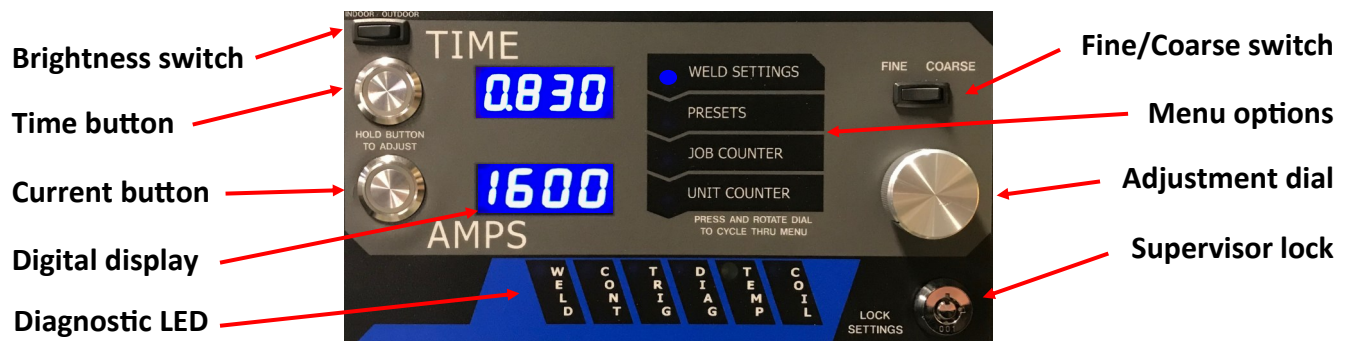 Brightness switch
Time button
Current button
Digital display
Diagnostic LED
INDOOR / OUTDOOR
TIME
0.830
HOLD BUTTON
TO ADJUST
1600
AMPS
WELD SETTINGS
PRESETS
JOB COUNTER
UNIT COUNTER
PRESS AND ROTATE DIAL
TO CYCLE THRU MENU
FINE COARSE
WELD
CONT
TRIG
DIAG
TEMP
COIL
LOCK
SETTINGS
001
Fine/Coarse switch
Menu options
Adjustment dial
Supervisor lock